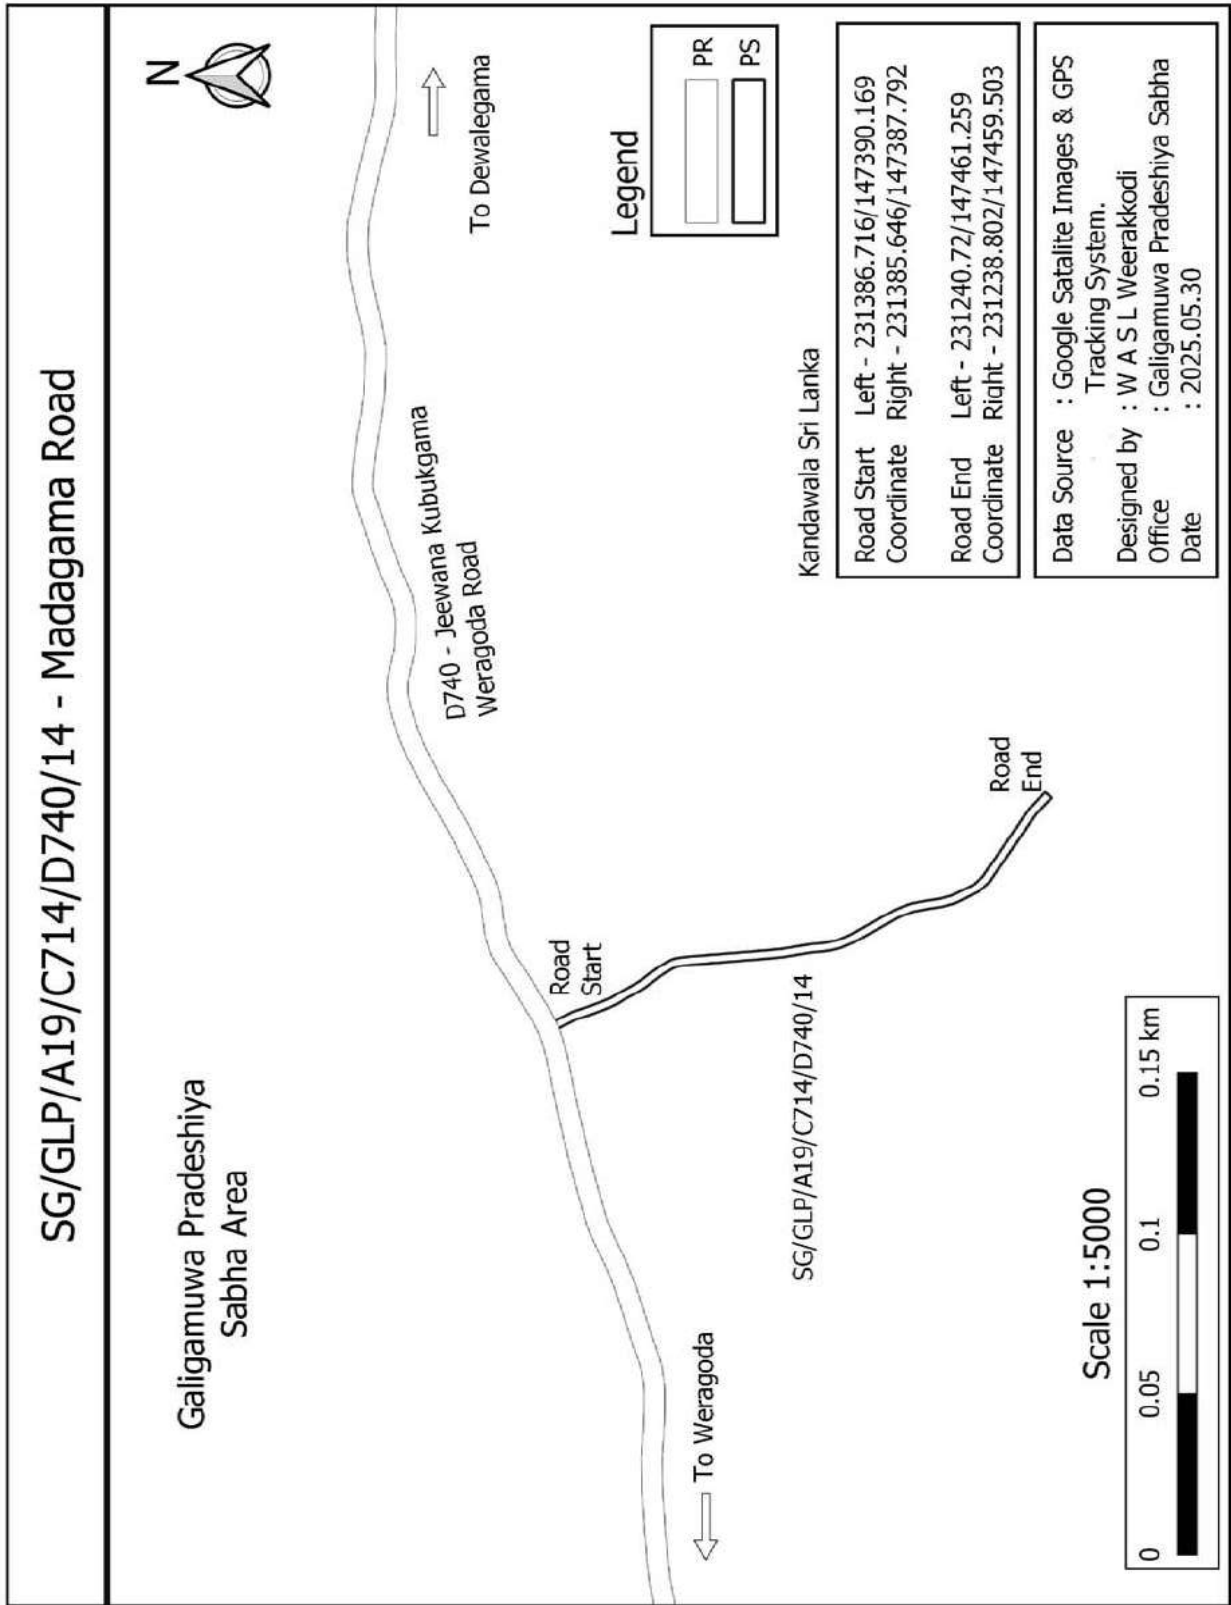 SG/GLP/A19/C714/D740/14 - Madagama Road
N
Galigamuwa Pradeshiya
Sabha Area
To Dewalegama
D740 - Jeewana Kubukgama
Weragoda Road
Road
Start
To Weragoda
SG/GLP/A19/C714/D740/14
Road
End
Legend
PR
PS
Kandawala Sri Lanka
Road Start Left - 231386.716/147390.169
Coordinate Right - 231385.646/147387.792
Road End Left - 231240.72/147461.259
Coordinate Right - 231238.802/147459.503
Data Source : Google Satalite Images & GPS
Tracking System.
Designed by : W A S L Weerakkodi
Office : Galigamuwa Pradeshiya Sabha
Date : 2025.05.30
Scale 1:5000
0 0.05 0.1 0.15 km